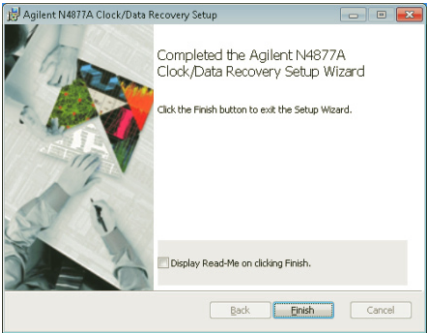 Agilent N4877A Clock/Data Recovery Setup
Completed the Agilent N4877A
Clock/Data Recovery Setup Wizard
Click the Finish button to exit the Setup Wizard.
Display Read-Me on clicking Finish.
Back
Finish
Cancel